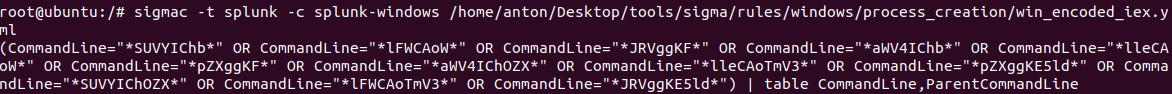 root@ubuntu:/# sigmac -t splunk -c splunk-windows /home/anton/Desktop/tools/sigma/rules/windows/process_creation/win_encoded_iex.y
ml
(CommandLine="*SUVYIChb*" OR CommandLine="*lFWCAoW*" OR CommandLine="*JRVggKF*" OR CommandLine="*aWV4IChb*" OR CommandLine="*lleCA
oW*" OR CommandLine="*pZXggKF*" OR CommandLine="*aWV4IChOZX*" OR CommandLine="*lleCAoTmV3*" OR CommandLine="*pZXggKE5ld*" OR Comma
ndLine="*SUVYIChOZX*" OR CommandLine="*lFWCAoTmV3*" OR CommandLine="*JRVggKE5ld*") | table CommandLine,ParentCommandLine